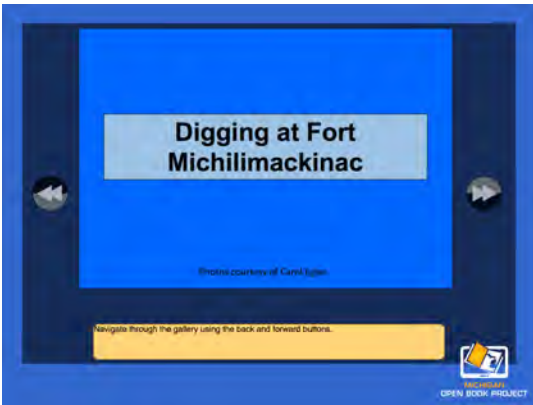 Digging at Fort
Michilimackinac
Photos courtesy of Carol
Navigate through the gallery using the back and forward buttons.
MICHIGAN
OPEN BOOK PROJECT